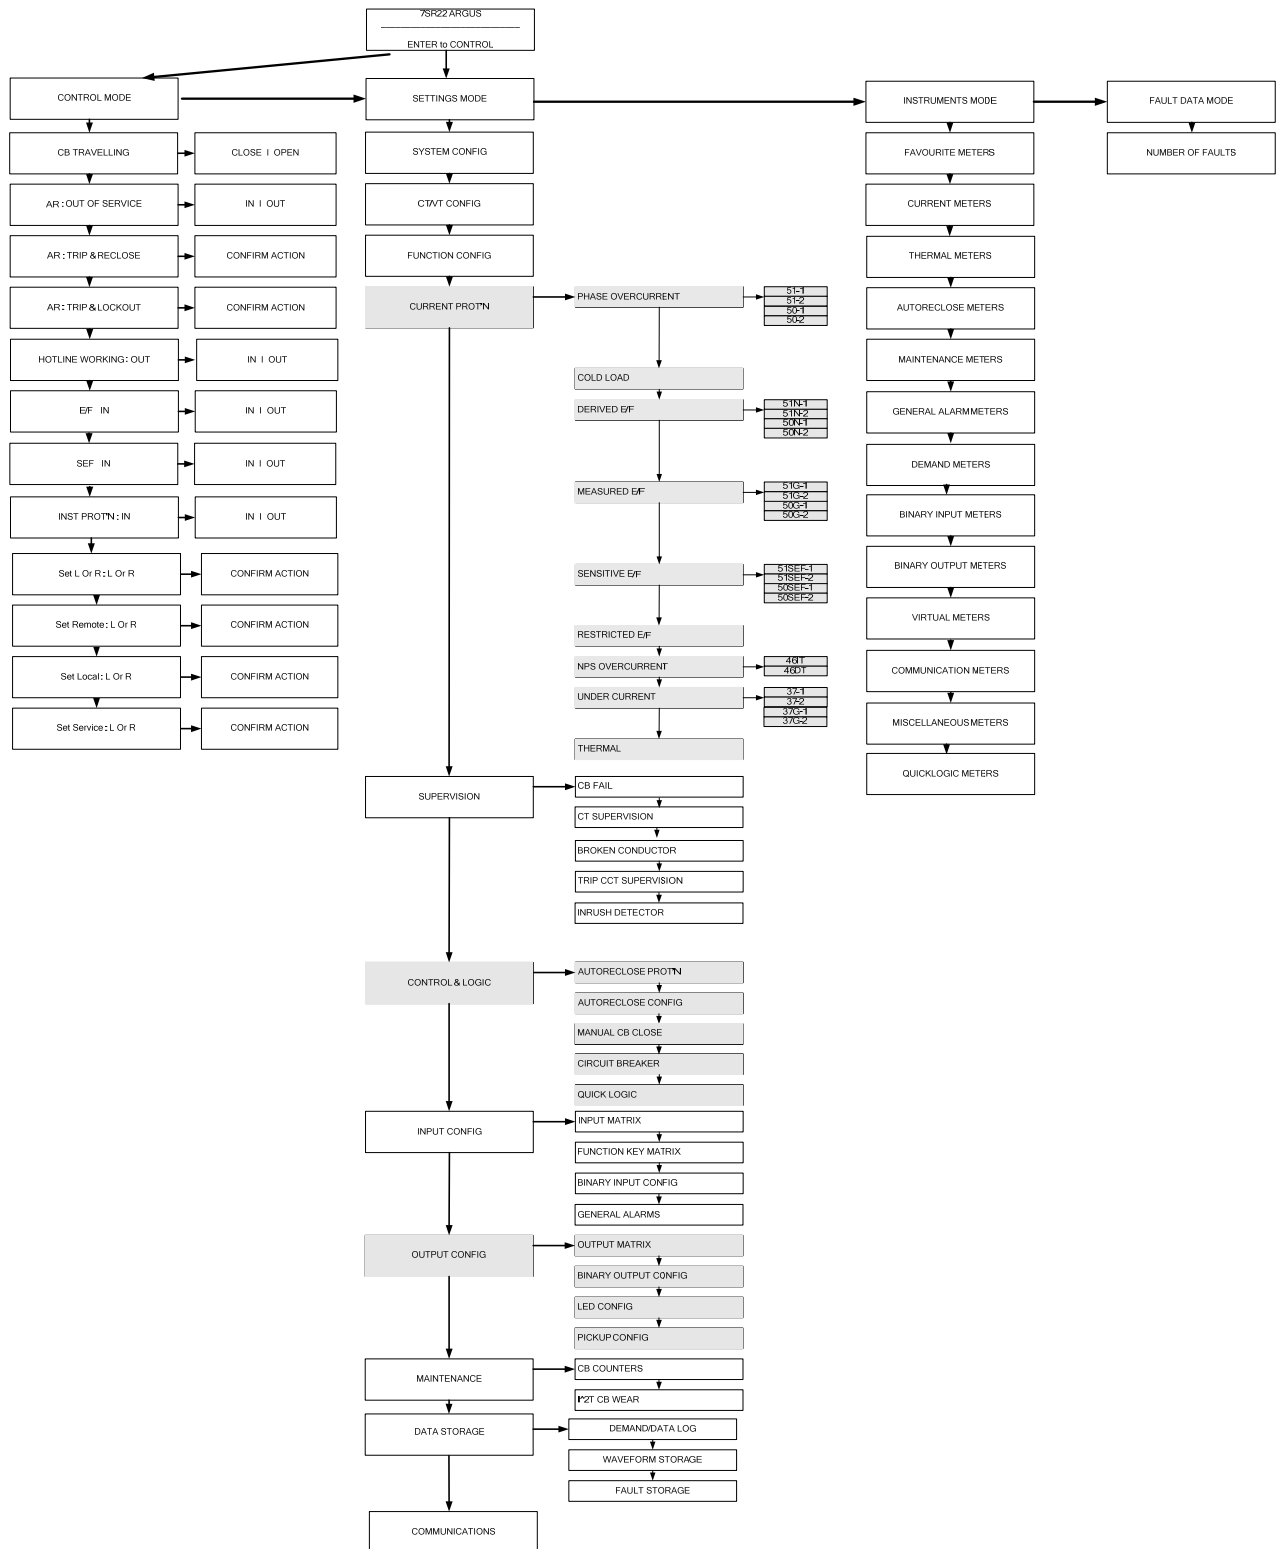 7SR22 ARGUS
ENTER to CONTROL
CONTROL MODE
CB TRAVELLING
CLOSE I OPEN
AR : OUT OF SERVICE
IN I OUT
AR : TRIP & RECLOSE
CONFIRM ACTION
AR : TRIP & LOCKOUT
CONFIRM ACTION
HOTLINE WORKING : OUT
IN I OUT
E/F IN
IN I OUT
SEF IN
IN I OUT
INST PROT'N : IN
IN I OUT
Set L Or R : L Or R
CONFIRM ACTION
Set Remote : L Or R
CONFIRM ACTION
Set Local : L Or R
CONFIRM ACTION
Set Service : L Or R
CONFIRM ACTION
SETTINGS MODE
SYSTEM CONFIG
CT/VT CONFIG
FUNCTION CONFIG
CURRENT PROT'N
PHASE OVERCURRENT
51-1
51-2
50-1
50-2
COLD LOAD
DERIVED E/F
51N-1
51N-2
50N-1
50N-2
MEASURED E/F
51G-1
51G-2
50G-1
50G-2
SENSITIVE E/F
51SEF-1
51SEF-2
50SEF-1
50SEF-2
RESTRICTED E/F
NPS OVERCURRENT
46IT
46DT
UNDER CURRENT
37-1
37-2
37G-1
37G-2
THERMAL
SUPERVISION
CB FAIL
CT SUPERVISION
BROKEN CONDUCTOR
TRIP CCT SUPERVISION
INRUSH DETECTOR
CONTROL & LOGIC
AUTORECLOSE PROT'N
AUTORECLOSE CONFIG
MANUAL CB CLOSE
CIRCUIT BREAKER
QUICK LOGIC
INPUT CONFIG
INPUT MATRIX
FUNCTION KEY MATRIX
BINARY INPUT CONFIG
GENERAL ALARMS
OUTPUT CONFIG
OUTPUT MATRIX
BINARY OUTPUT CONFIG
LED CONFIG
PICKUP CONFIG
MAINTENANCE
CB COUNTERS
I^2T CB WEAR
DATA STORAGE
DEMAND/DATA LOG
WAVEFORM STORAGE
FAULT STORAGE
COMMUNICATIONS
INSTRUMENTS MODE
FAVOURITE METERS
CURRENT METERS
THERMAL METERS
AUTORECLOSE METERS
MAINTENANCE METERS
GENERAL ALARM METERS
DEMAND METERS
BINARY INPUT METERS
BINARY OUTPUT METERS
VIRTUAL METERS
COMMUNICATION METERS
MISCELLANEOUS METERS
QUICKLOGIC METERS
FAULT DATA MODE
NUMBER OF FAULTS